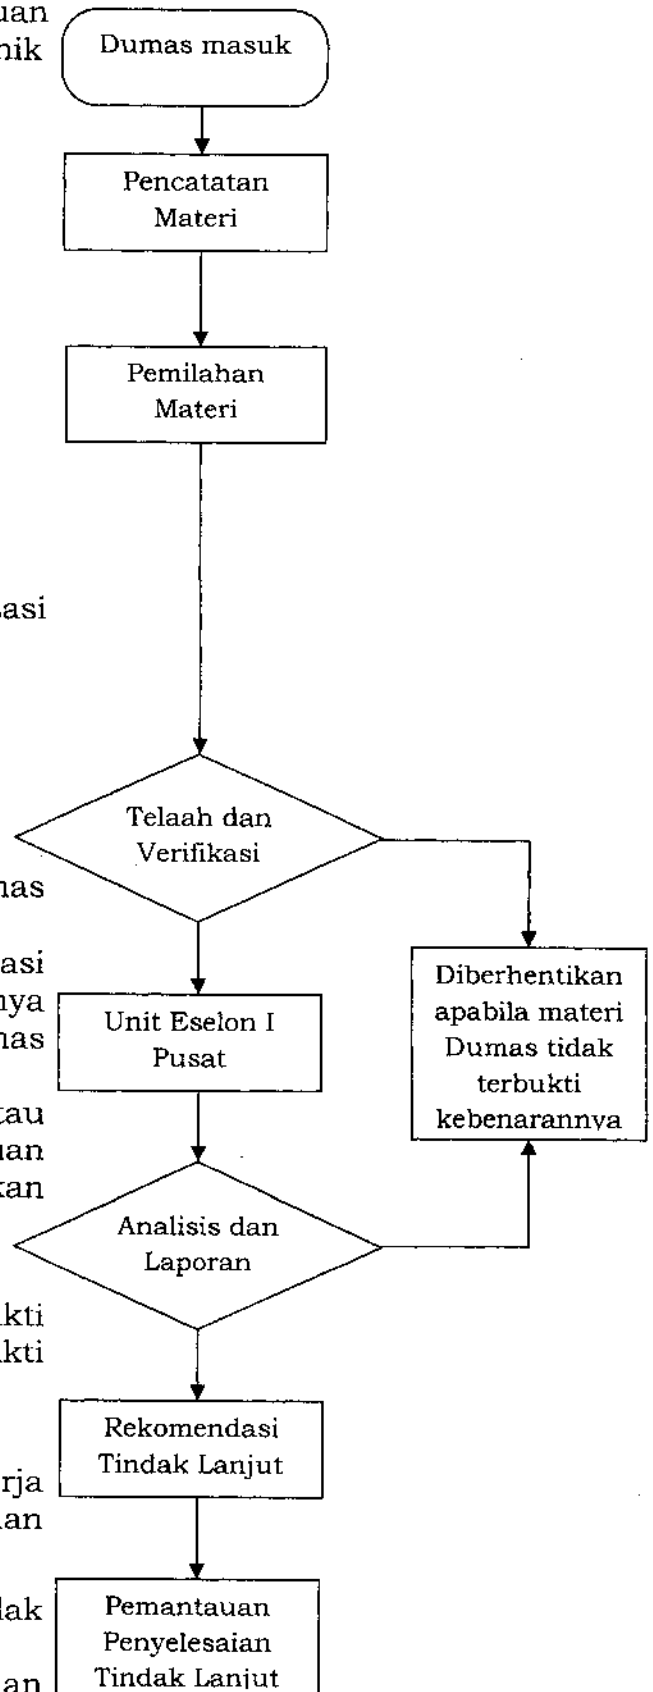 Dumas masuk
Pencatatan
Materi
Pemilahan
Materi
Telaah dan
Verifikasi
Diberhentikan
apabila materi
Dumas tidak
terbukti
kebenarannya
Unit Eselon I
Pusat
Analisis dan
Laporan
Rekomendasi
Tindak Lanjut
Pemantauan
Penyelesaian
Tindak Lanjut